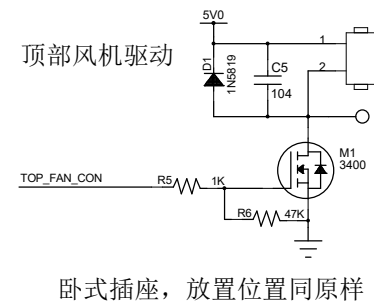 5V0
顶部风机驱动
1
D1
1N5819
C5
2
104
M1
3400
TOP_FAN_CON
R5
1K
R6
47K
卧式插座，放置位置同原样